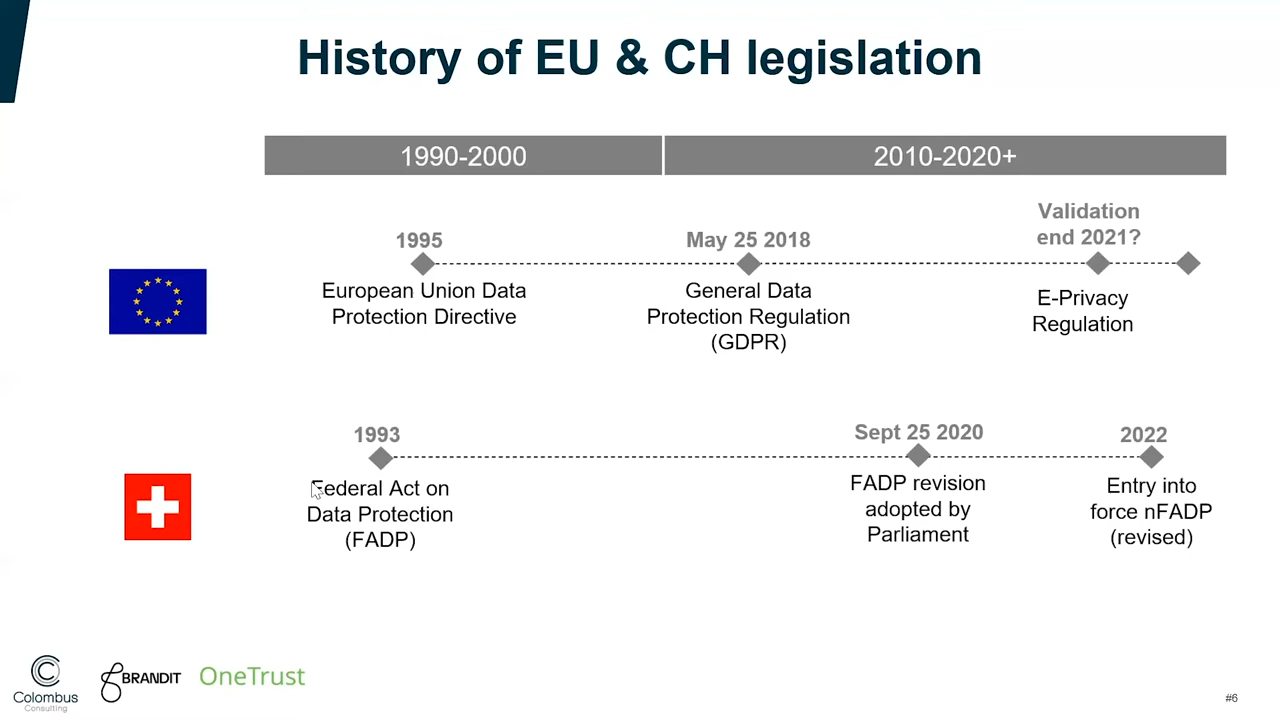 History of EU & CH legislation
1990-2000
2010-2020+
1995
European Union Data
Protection Directive
May 25 2018
General Data
Protection Regulation
(GDPR)
Validation
end 2021?
E-Privacy
Regulation
1993
Federal Act on
Data Protection
(FADP)
Sept 25 2020
FADP revision
adopted by
Parliament
2022
Entry into
force nFADP
(revised)
Colombus
Consulting
BRANDIT
OneTrust
#6